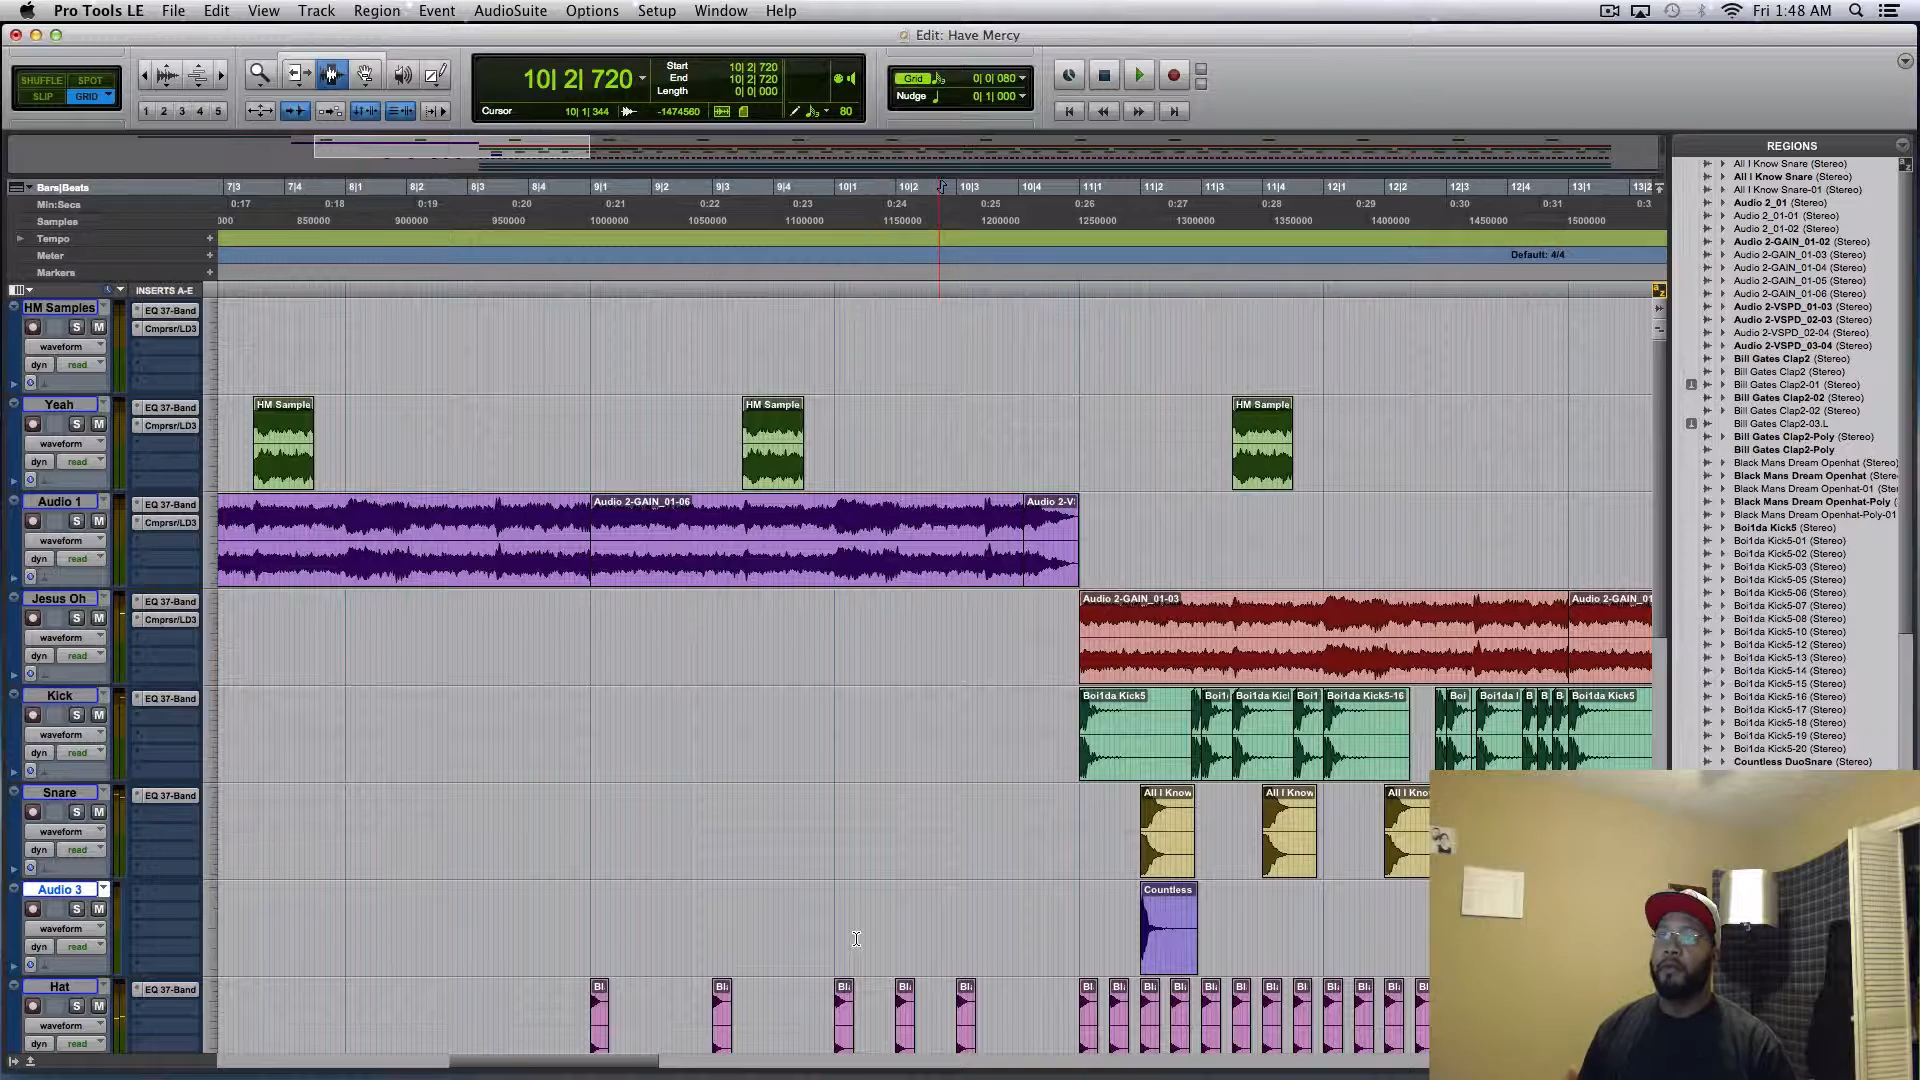 Pro Tools LE File Edit View Track Region Event AudioSuite Options Setup Window Help Fri 1:48 AM
Edit: Have Mercy
SHUFFLE SPOT
SLIP GRID
1 2 3 4 5
10| 2| 720
Start 10| 2| 720
End 10| 2| 720
Length 0| 0| 000
Cursor 10| 1| 344 -1474560 80
Grid 0| 0| 080
Nudge 0| 1| 000
REGIONS
Bars|Beats 7|3 7|4 8|1 8|2 8|3 8|4 9|1 9|2 9|3 9|4 10|1 10|2 10|3 10|4 11|1 11|2 11|3 11|4 12|1 12|2 12|3 12|4 13|1 13|2
Min:Secs 0:17 0:18 0:19 0:20 0:21 0:22 0:23 0:24 0:25 0:26 0:27 0:28 0:29 0:30 0:31 0:3
Samples 000 850000 900000 950000 1000000 1050000 1100000 1150000 1200000 1250000 1300000 1350000 1400000 1450000 1500000
Tempo
Meter Default: 4/4
Markers
INSERTS A-E
HM Samples EQ 37-Band
S M Cmprsr/LD3
waveform
dyn read
Yeah EQ 37-Band HM Sample HM Sample HM Sample
S M Cmprsr/LD3
waveform
dyn read
Audio 1 EQ 37-Band Audio 2-GAIN_01-06 Audio 2-V
S M Cmprsr/LD3
waveform
dyn read
Jesus Oh EQ 37-Band Audio 2-GAIN_01-03 Audio 2-GAIN_01
S M Cmprsr/LD3
waveform
dyn read
Kick EQ 37-Band Boi1da Kick5 Boi1 Boi1da Kicl Boi1 Boi1da Kick5-16 Boi Boi1da I B B B Boi1da Kick5
S M
waveform
dyn read
Snare EQ 37-Band All I Know All I Know All I Know
S M
waveform
dyn read
Audio 3 Countless
S M
waveform
dyn read
Hat EQ 37-Band Bl Bl Bl Bl Bl Bl Bl Bl Bl Bl Bl Bl Bl Bl Bl Bl Bl
S M
waveform
dyn read
All I Know Snare (Stereo)
All I Know Snare (Stereo)
All I Know Snare-01 (Stereo)
Audio 2_01 (Stereo)
Audio 2_01-01 (Stereo)
Audio 2_01-02 (Stereo)
Audio 2-GAIN_01-02 (Stereo)
Audio 2-GAIN_01-03 (Stereo)
Audio 2-GAIN_01-04 (Stereo)
Audio 2-GAIN_01-05 (Stereo)
Audio 2-GAIN_01-06 (Stereo)
Audio 2-VSPD_01-03 (Stereo)
Audio 2-VSPD_02-03 (Stereo)
Audio 2-VSPD_02-04 (Stereo)
Audio 2-VSPD_03-04 (Stereo)
Bill Gates Clap2 (Stereo)
Bill Gates Clap2 (Stereo)
Bill Gates Clap2-01 (Stereo)
Bill Gates Clap2-02 (Stereo)
Bill Gates Clap2-02 (Stereo)
Bill Gates Clap2-03.L
Bill Gates Clap2-Poly (Stereo)
Bill Gates Clap2-Poly
Black Mans Dream Openhat (Stereo)
Black Mans Dream Openhat (Stereo)
Black Mans Dream Openhat-01 (Ster
Black Mans Dream Openhat-Poly (S
Black Mans Dream Openhat-Poly-01
Boi1da Kick5 (Stereo)
Boi1da Kick5-01 (Stereo)
Boi1da Kick5-02 (Stereo)
Boi1da Kick5-03 (Stereo)
Boi1da Kick5-05 (Stereo)
Boi1da Kick5-06 (Stereo)
Boi1da Kick5-07 (Stereo)
Boi1da Kick5-08 (Stereo)
Boi1da Kick5-10 (Stereo)
Boi1da Kick5-12 (Stereo)
Boi1da Kick5-13 (Stereo)
Boi1da Kick5-14 (Stereo)
Boi1da Kick5-15 (Stereo)
Boi1da Kick5-16 (Stereo)
Boi1da Kick5-17 (Stereo)
Boi1da Kick5-18 (Stereo)
Boi1da Kick5-19 (Stereo)
Boi1da Kick5-20 (Stereo)
Countless DuoSnare (Stereo)